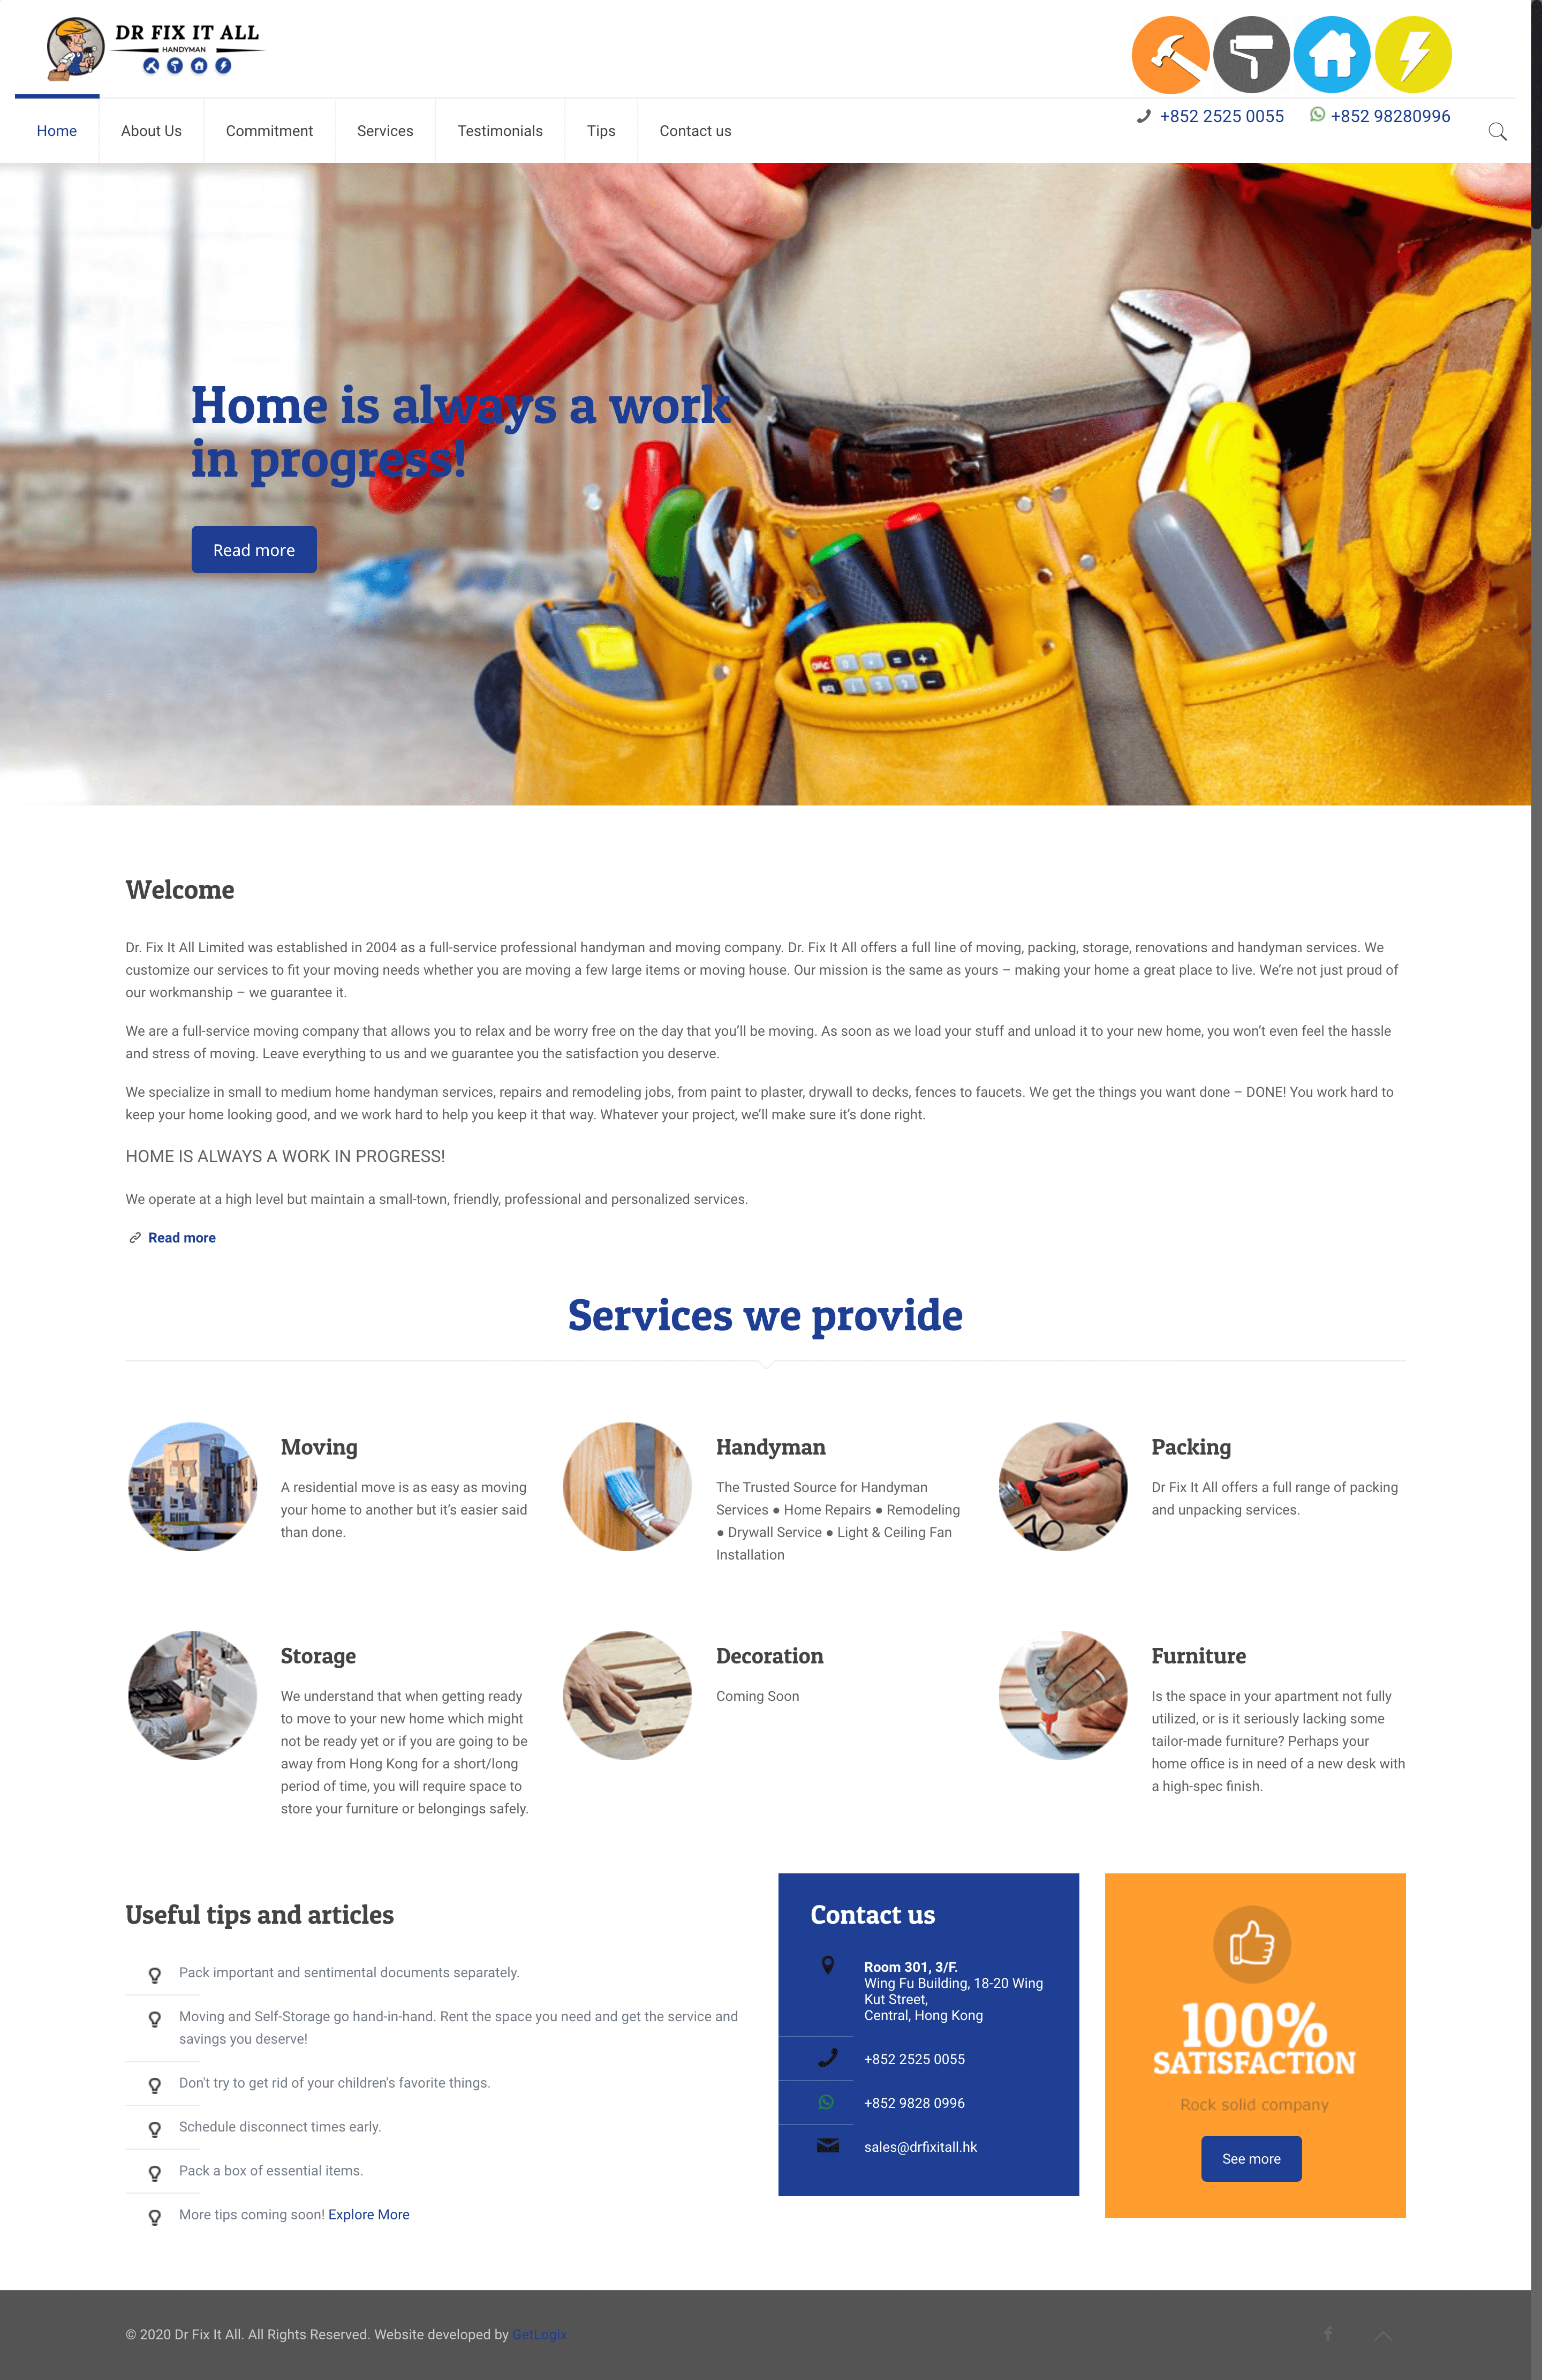 DR FIX IT ALL
HANDYMAN
+852 2525 0055
+852 98280996
Home
About Us
Commitment
Services
Testimonials
Tips
Contact us
Home is always a work
in progress!
Read more
Welcome
Dr. Fix It All Limited was established in 2004 as a full-service professional handyman and moving company. Dr. Fix It All offers a full line of moving, packing, storage, renovations and handyman services. We
customize our services to fit your moving needs whether you are moving a few large items or moving house. Our mission is the same as yours – making your home a great place to live. We’re not just proud of
our workmanship – we guarantee it.
We are a full-service moving company that allows you to relax and be worry free on the day that you’ll be moving. As soon as we load your stuff and unload it to your new home, you won’t even feel the hassle
and stress of moving. Leave everything to us and we guarantee you the satisfaction you deserve.
We specialize in small to medium home handyman services, repairs and remodeling jobs, from paint to plaster, drywall to decks, fences to faucets. We get the things you want done – DONE! You work hard to
keep your home looking good, and we work hard to help you keep it that way. Whatever your project, we’ll make sure it’s done right.
HOME IS ALWAYS A WORK IN PROGRESS!
We operate at a high level but maintain a small-town, friendly, professional and personalized services.
Read more
Services we provide
Moving
A residential move is as easy as moving
your home to another but it’s easier said
than done.
Handyman
The Trusted Source for Handyman
Services ● Home Repairs ● Remodeling
● Drywall Service ● Light & Ceiling Fan
Installation
Packing
Dr Fix It All offers a full range of packing
and unpacking services.
Storage
We understand that when getting ready
to move to your new home which might
not be ready yet or if you are going to be
away from Hong Kong for a short/long
period of time, you will require space to
store your furniture or belongings safely.
Decoration
Coming Soon
Furniture
Is the space in your apartment not fully
utilized, or is it seriously lacking some
tailor-made furniture? Perhaps your
home office is in need of a new desk with
a high-spec finish.
Useful tips and articles
Pack important and sentimental documents separately.
Moving and Self-Storage go hand-in-hand. Rent the space you need and get the service and
savings you deserve!
Don't try to get rid of your children's favorite things.
Schedule disconnect times early.
Pack a box of essential items.
More tips coming soon! Explore More
Contact us
Room 301, 3/F.
Wing Fu Building, 18-20 Wing
Kut Street,
Central, Hong Kong
+852 2525 0055
+852 9828 0996
sales@drfixitall.hk
100%
SATISFACTION
Rock solid company
See more
© 2020 Dr Fix It All. All Rights Reserved. Website developed by GetLogix